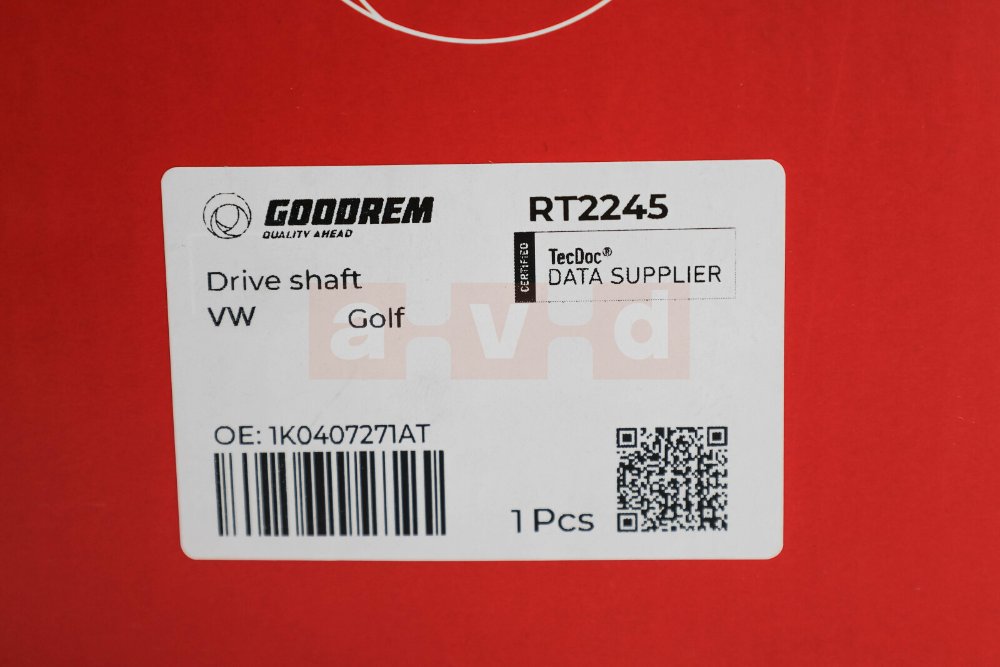 GOODREM
QUALITY AHEAD
RT2245
CERTIFIED
TecDoc®
DATA SUPPLIER
Drive shaft
VW Golf
a·v·d
OE: 1K0407271AT
1 Pcs